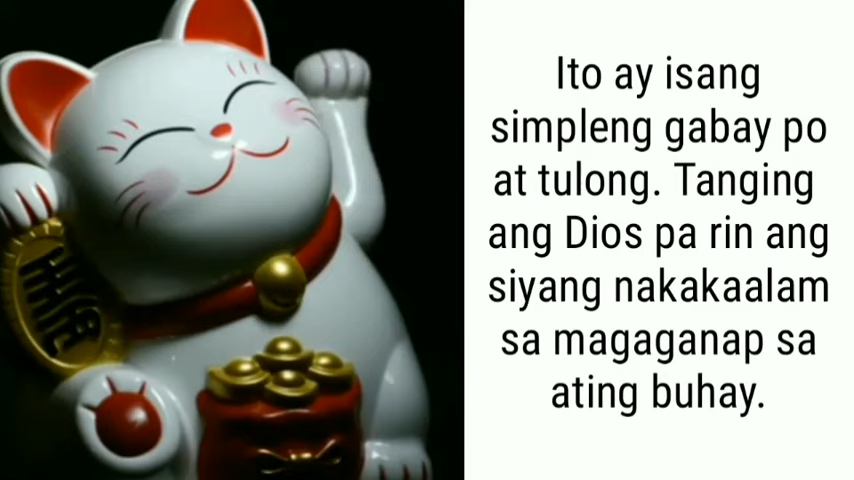 Ito ay isang
simpleng gabay po
at tulong. Tanging
ang Dios pa rin ang
siyang nakakaalam
sa magaganap sa
ating buhay.